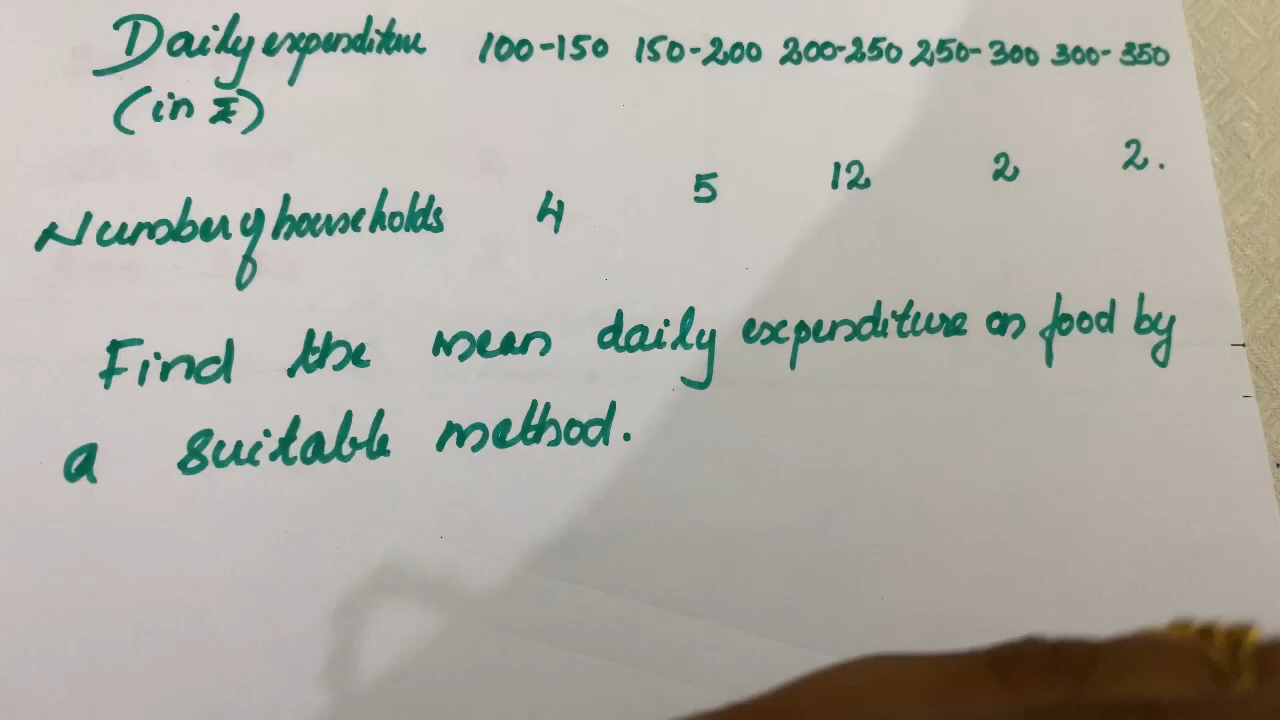 Daily expenditure 100-150 150-200 200-250 250-300 300-350
(in ₹)
Number of households 4 5 12 2 2.
Find the mean daily expenditure on food by
a suitable method.